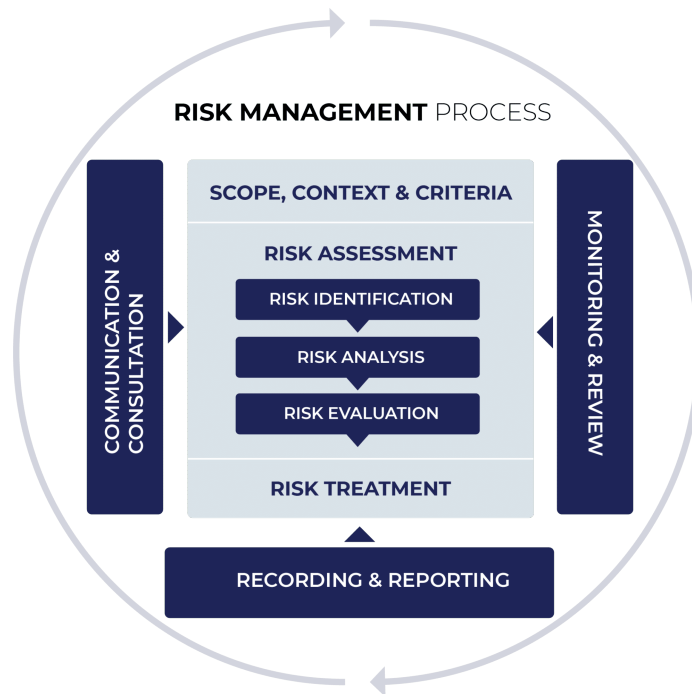 RISK MANAGEMENT PROCESS
SCOPE, CONTEXT & CRITERIA
RISK ASSESSMENT
RISK IDENTIFICATION
RISK ANALYSIS
RISK EVALUATION
RISK TREATMENT
COMMUNICATION &
CONSULTATION
MONITORING & REVIEW
RECORDING & REPORTING